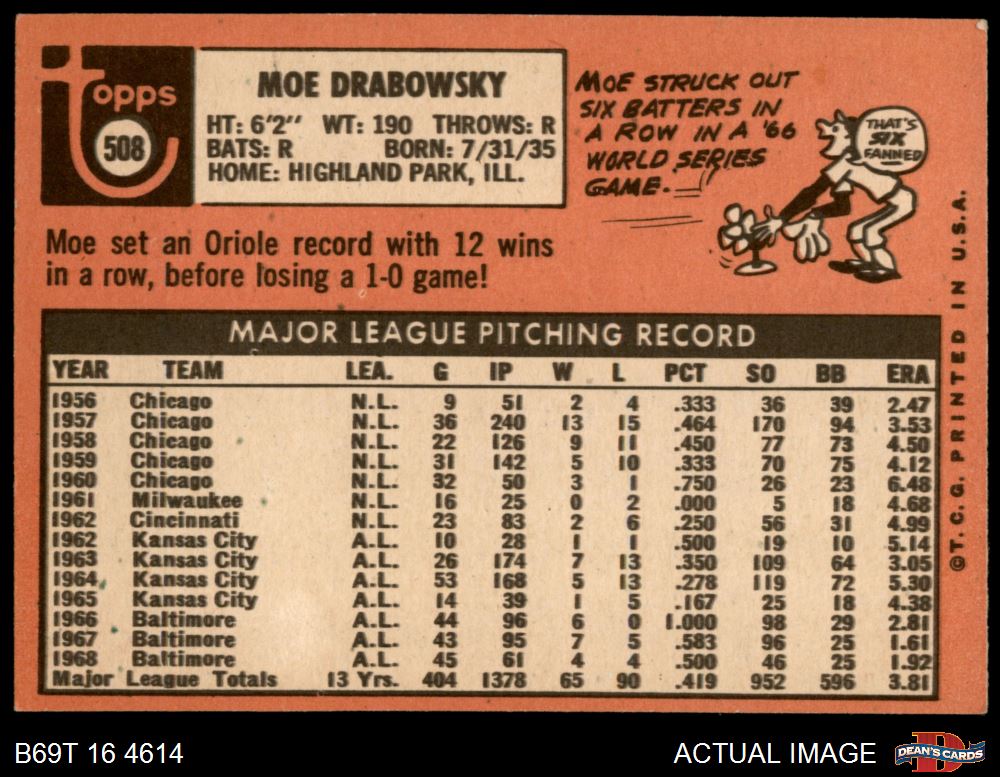 topps
508
MOE DRABOWSKY
HT: 6'2" WT: 190 THROWS: R
BATS: R BORN: 7/31/35
HOME: HIGHLAND PARK, ILL.
MOE STRUCK OUT
SIX BATTERS IN
A ROW IN A '66
WORLD SERIES
GAME.
THAT'S
SIX
FANNED
Moe set an Oriole record with 12 wins
in a row, before losing a 1-0 game!
MAJOR LEAGUE PITCHING RECORD
YEAR TEAM LEA. G IP W L PCT SO BB ERA
1956 Chicago N.L. 9 51 2 4 .333 36 39 2.47
1957 Chicago N.L. 36 240 13 15 .464 170 94 3.53
1958 Chicago N.L. 22 126 9 11 .450 77 73 4.50
1959 Chicago N.L. 31 142 5 10 .333 70 75 4.12
1960 Chicago N.L. 32 50 3 1 .750 26 23 6.48
1961 Milwaukee N.L. 16 25 0 2 .000 5 18 4.68
1962 Cincinnati N.L. 23 83 2 6 .250 56 31 4.99
1962 Kansas City A.L. 10 28 1 1 .500 19 10 5.14
1963 Kansas City A.L. 26 174 7 13 .350 109 64 3.05
1964 Kansas City A.L. 53 168 5 13 .278 119 72 5.30
1965 Kansas City A.L. 14 39 1 5 .167 25 18 4.38
1966 Baltimore A.L. 44 96 6 0 1.000 98 29 2.81
1967 Baltimore A.L. 43 95 7 5 .583 96 25 1.61
1968 Baltimore A.L. 45 61 4 4 .500 46 25 1.92
Major League Totals 13 Yrs. 404 1378 65 90 .419 952 596 3.81
©T.C.G. PRINTED IN U.S.A.
B69T 16 4614
ACTUAL IMAGE
DEAN'S CARDS